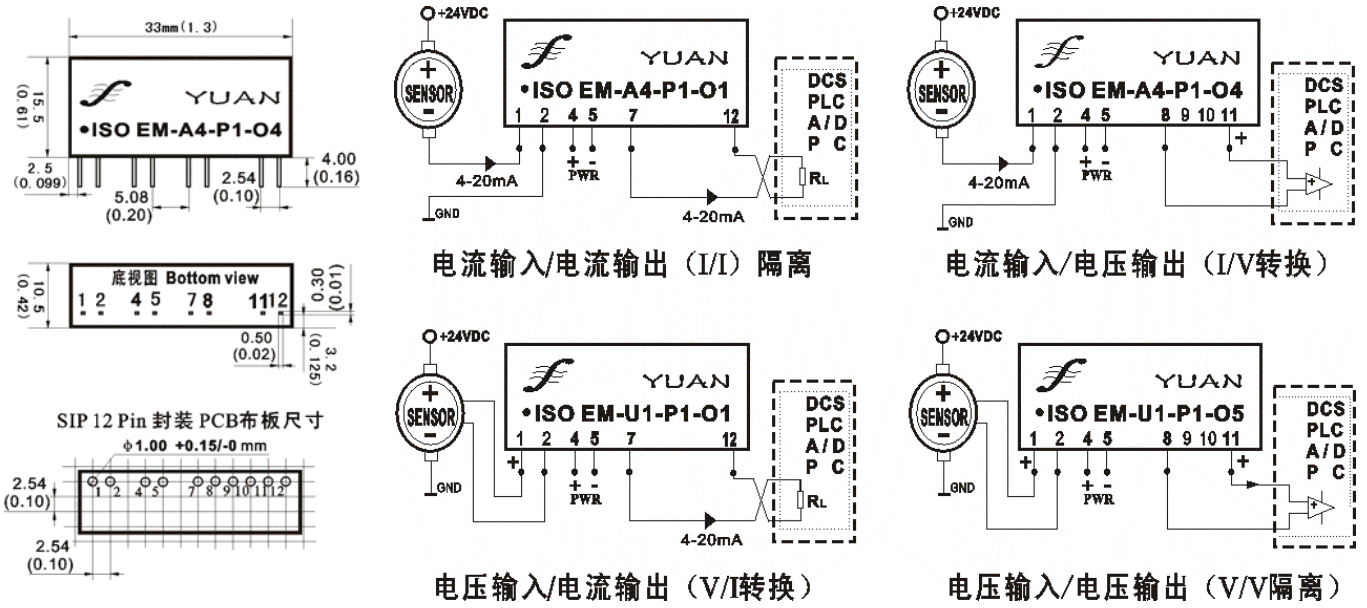 33mm(1.3)
15.5
(0.61)
YUAN
•ISO EM-A4-P1-O4
2.5
(0.099)
5.08
(0.20)
2.54
(0.10)
4.00
(0.16)
底视图 Bottom view
1 2 4 5 7 8 11 12
10.5
(0.42)
0.30
(0.01)
0.50
(0.02)
3.2
(0.125)
SIP 12 Pin 封装 PCB布板尺寸
ф1.00 +0.15/-0 mm
1 2 4 5 7 8 9 10 11 12
2.54
(0.10)
2.54
(0.10)
+24VDC
SENSOR
+
-
YUAN
•ISO EM-A4-P1-O1
1 2 4 5 7 12
+ -
PWR
4-20mA
GND
4-20mA
DCS
PLC
A/D
P C
RL
电流输入/电流输出（I/I）隔离
+24VDC
SENSOR
+
-
YUAN
•ISO EM-A4-P1-O4
1 2 4 5 8 9 10 11
+
+ -
PWR
4-20mA
GND
DCS
PLC
A/D
P C
+
电流输入/电压输出（I/V转换）
+24VDC
SENSOR
+
-
YUAN
•ISO EM-U1-P1-O1
1 2 4 5 7 12
+
+ -
PWR
GND
4-20mA
DCS
PLC
A/D
P C
RL
电压输入/电流输出（V/I转换）
+24VDC
SENSOR
+
-
YUAN
•ISO EM-U1-P1-O5
1 2 4 5 8 9 10 11
+
+
+ -
PWR
GND
DCS
PLC
A/D
P C
+
电压输入/电压输出（V/V隔离）